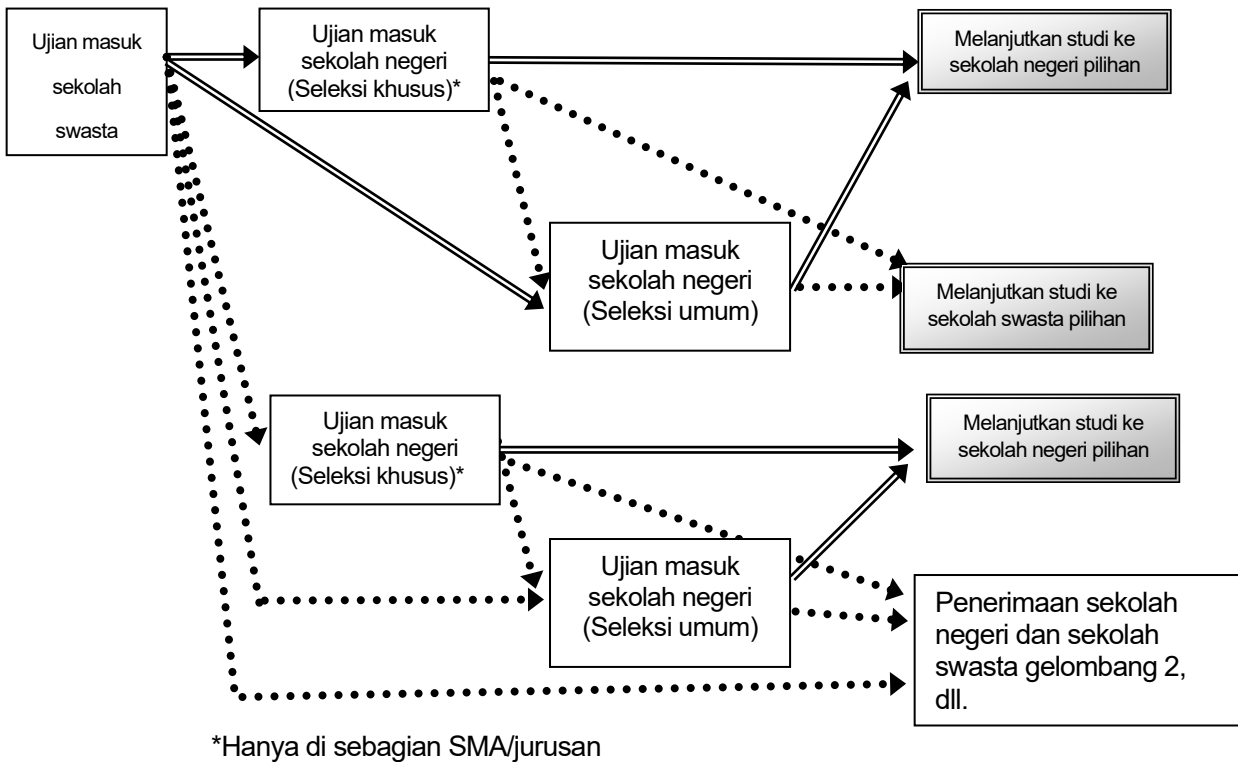 Ujian masuk
sekolah
swasta
Ujian masuk
sekolah negeri
(Seleksi khusus)*
Melanjutkan studi ke
sekolah negeri pilihan
Ujian masuk
sekolah negeri
(Seleksi umum)
Melanjutkan studi ke
sekolah swasta pilihan
Ujian masuk
sekolah negeri
(Seleksi khusus)*
Melanjutkan studi ke
sekolah negeri pilihan
Ujian masuk
sekolah negeri
(Seleksi umum)
Penerimaan sekolah
negeri dan sekolah
swasta gelombang 2,
dll.
*Hanya di sebagian SMA/jurusan